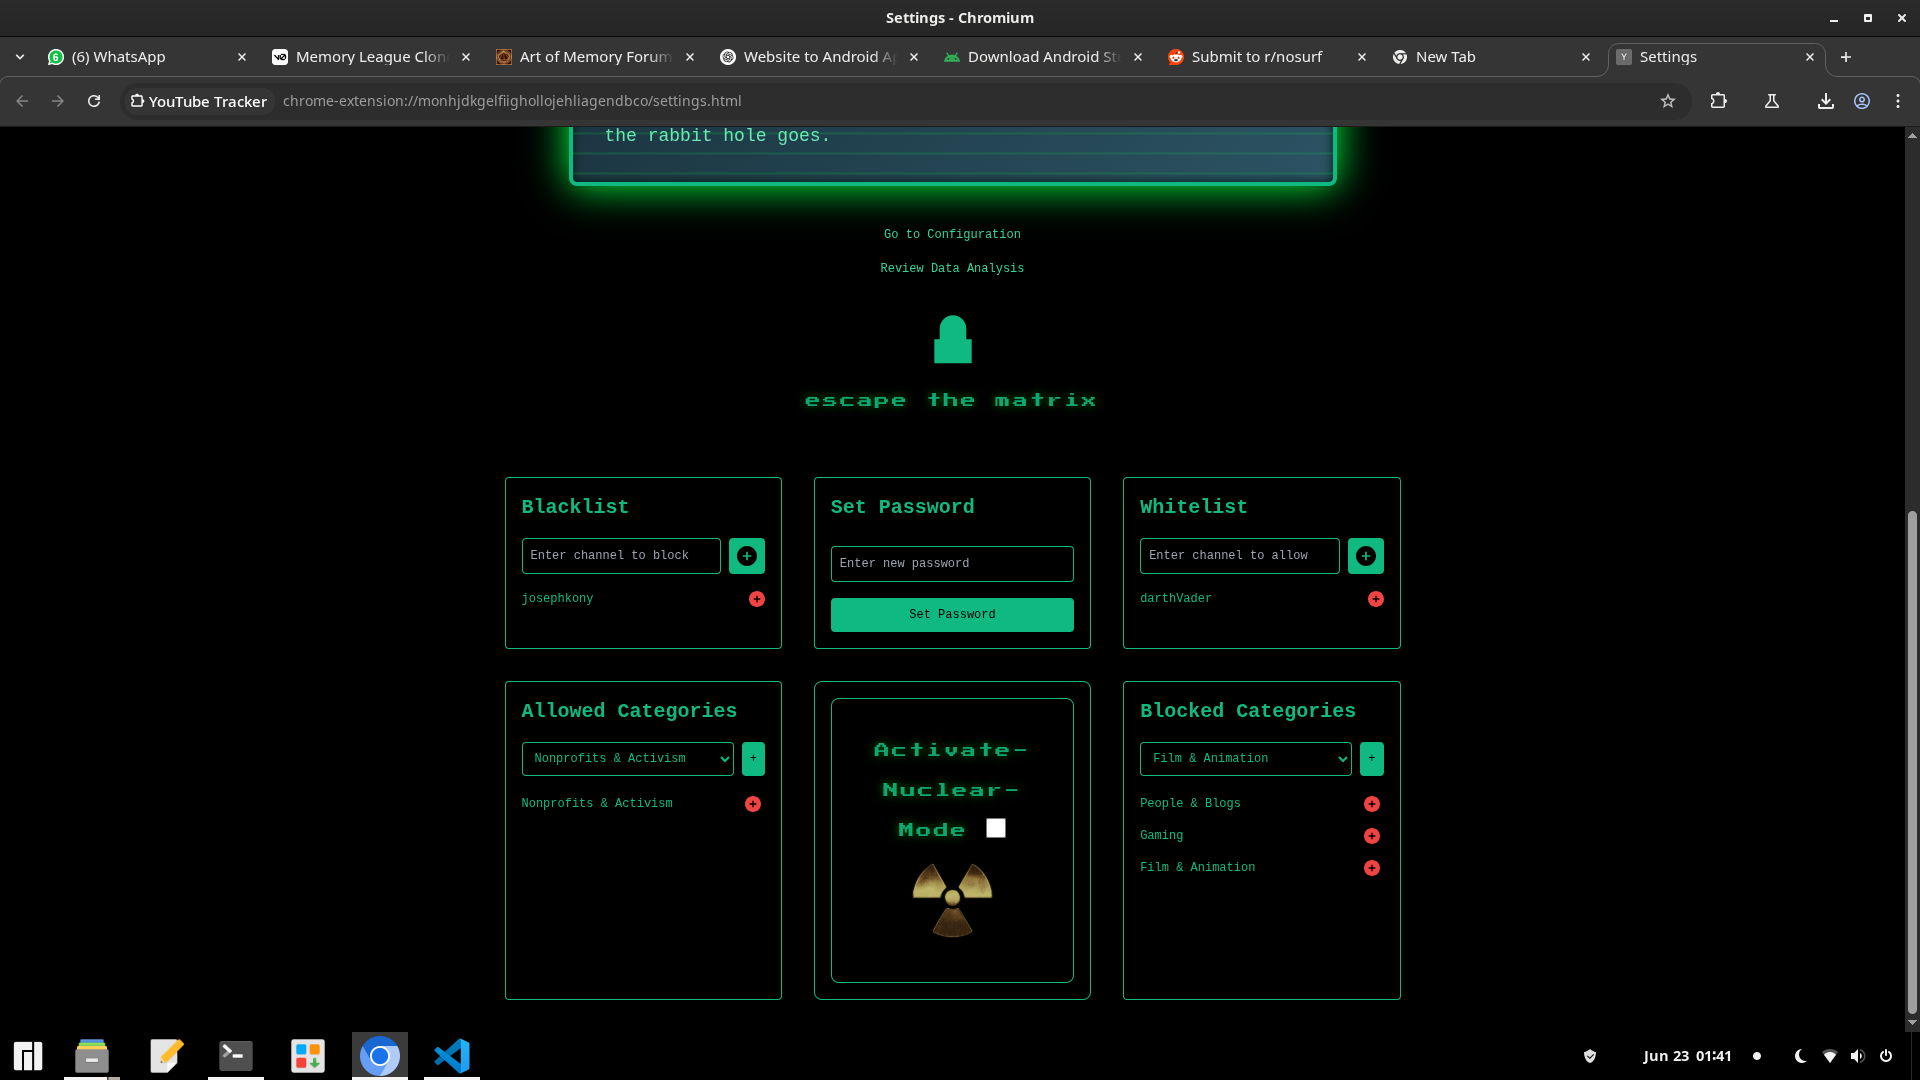 Settings - Chromium
(6) WhatsApp
Memory League Clon
Art of Memory Forum
Website to Android A
Download Android St
Submit to r/nosurf
New Tab
Settings
YouTube Tracker
chrome-extension://monhjdkgelfiighollojehliagendbco/settings.html
the rabbit hole goes.
Go to Configuration
Review Data Analysis
escape the matrix
Blacklist
Enter channel to block
josephkony
Set Password
Enter new password
Set Password
Whitelist
Enter channel to allow
darthVader
Allowed Categories
Nonprofits & Activism
+
Nonprofits & Activism
Activate-
Nuclear-
Mode
Blocked Categories
Film & Animation
+
People & Blogs
Gaming
Film & Animation
Jun 23 01:41